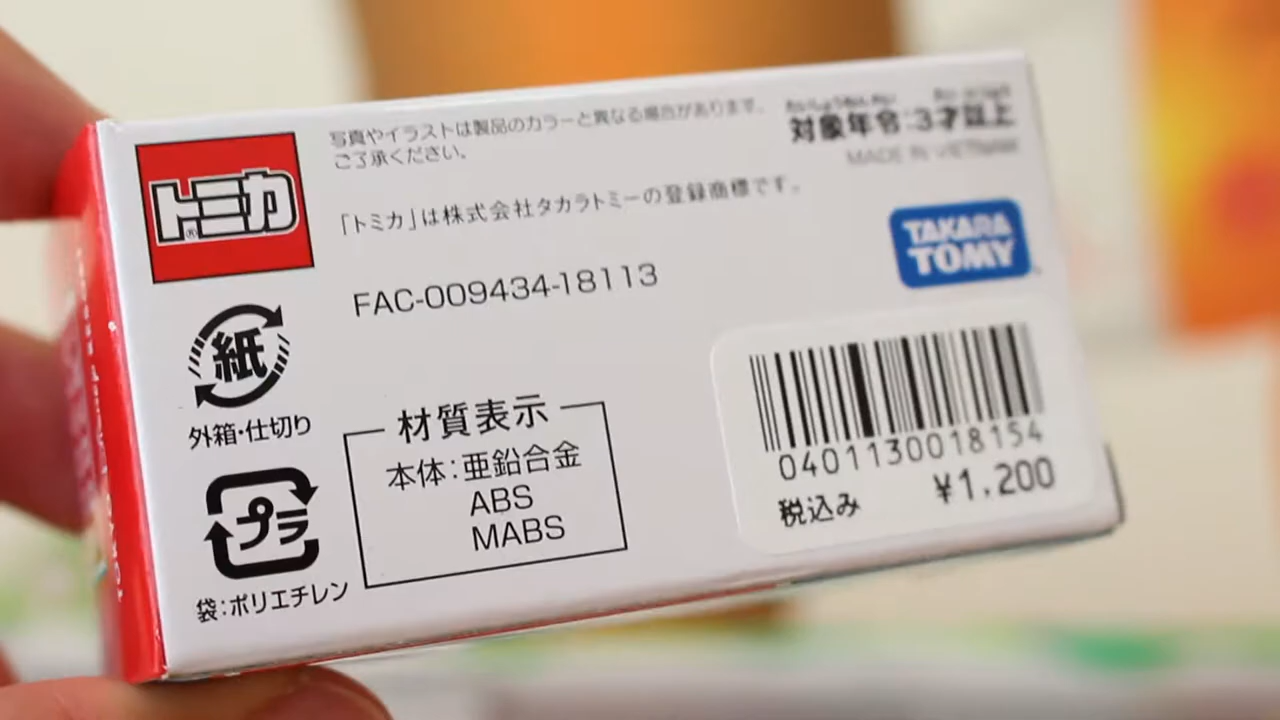 トミカ
®
写真やイラストは製品のカラーと異なる場合があります。
ご了承ください。
対象年令:3才以上
MADE IN VIETNAM
「トミカ」は株式会社タカラトミーの登録商標です。
TAKARA
TOMY
FAC-009434-18113
紙
外箱・仕切り
材質表示
本体:亜鉛合金
ABS
MABS
プラ
袋:ポリエチレン
0401130018154
税込み ¥1,200